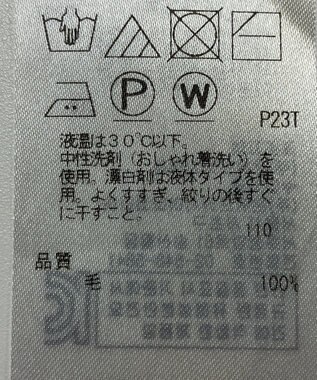 P W
P23T
液温は30℃以下。
中性洗剤（おしゃれ着洗い）を
使用。漂白剤は液体タイプを使
用。よくすすぎ、絞りの後すぐ
に干すこと。
110
品質
毛 100%